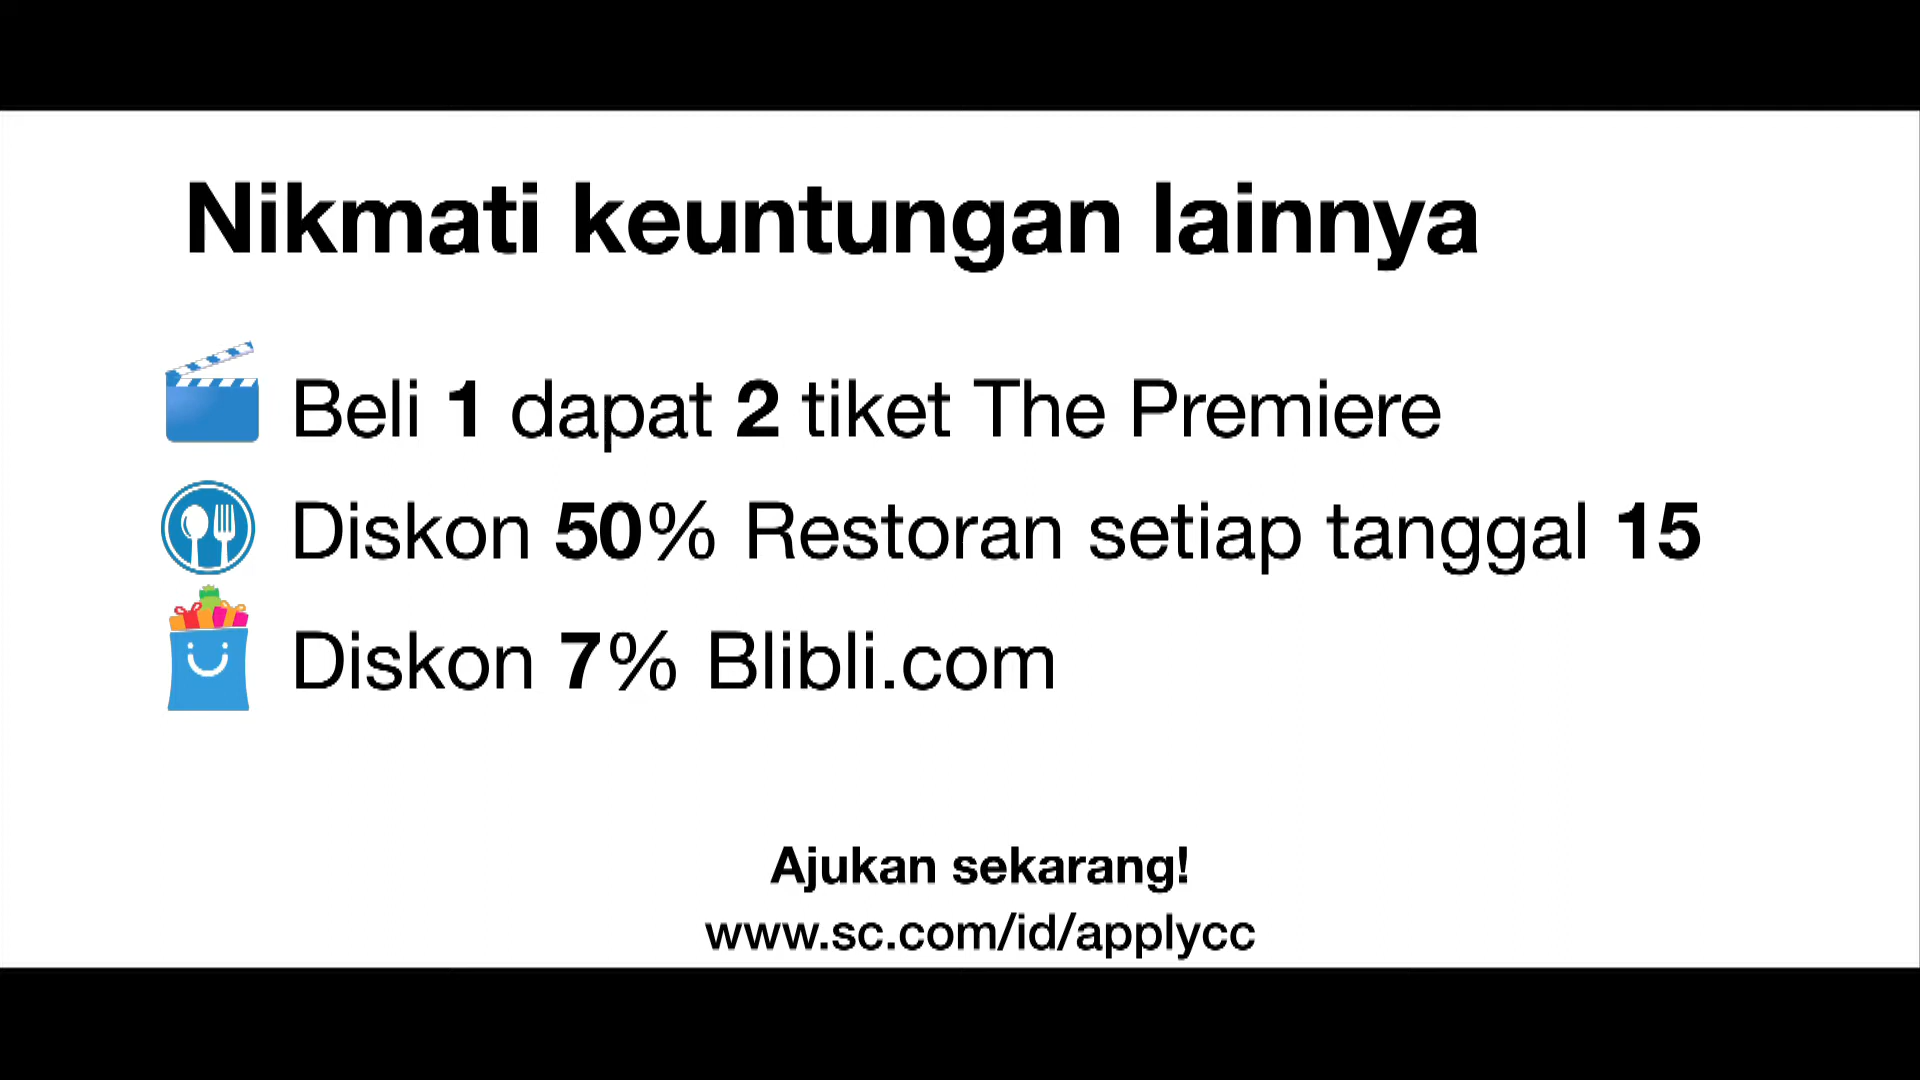 Nikmati keuntungan lainnya
Beli 1 dapat 2 tiket The Premiere
Diskon 50% Restoran setiap tanggal 15
Diskon 7% Blibli.com
Ajukan sekarang!
www.sc.com/id/applycc